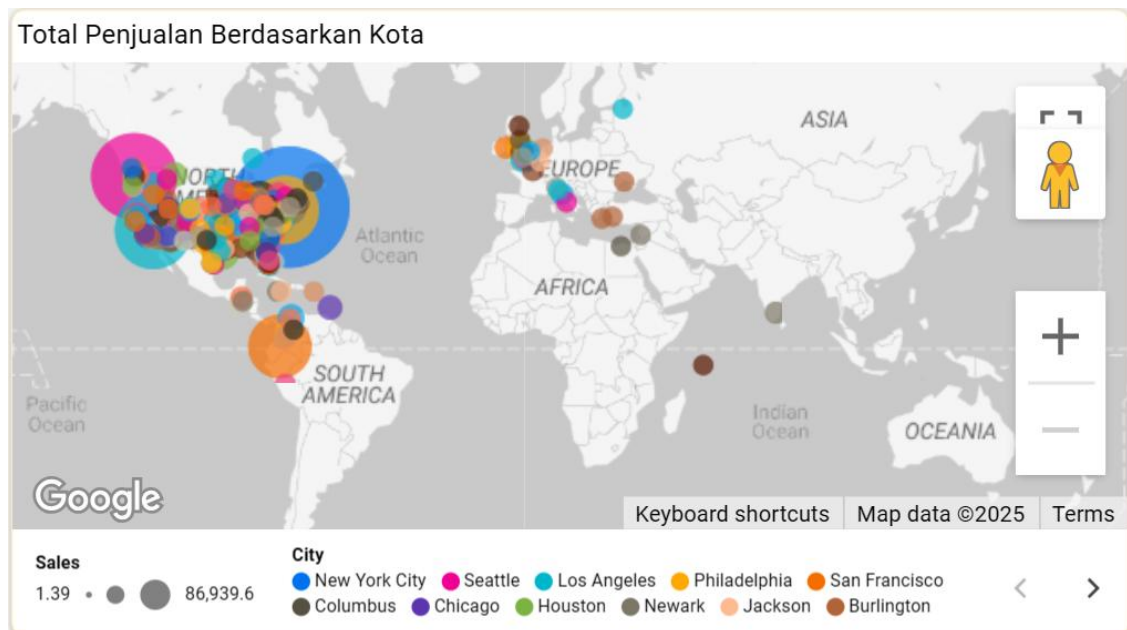 Total Penjualan Berdasarkan Kota
ASIA
NORTH
AMERICA
EUROPE
Atlantic
Ocean
AFRICA
SOUTH
AMERICA
Pacific
Ocean
Indian
Ocean
OCEANIA
Google
Keyboard shortcuts
Map data ©2025
Terms
Sales
1.39
86,939.6
City
New York City
Seattle
Los Angeles
Philadelphia
San Francisco
Columbus
Chicago
Houston
Newark
Jackson
Burlington